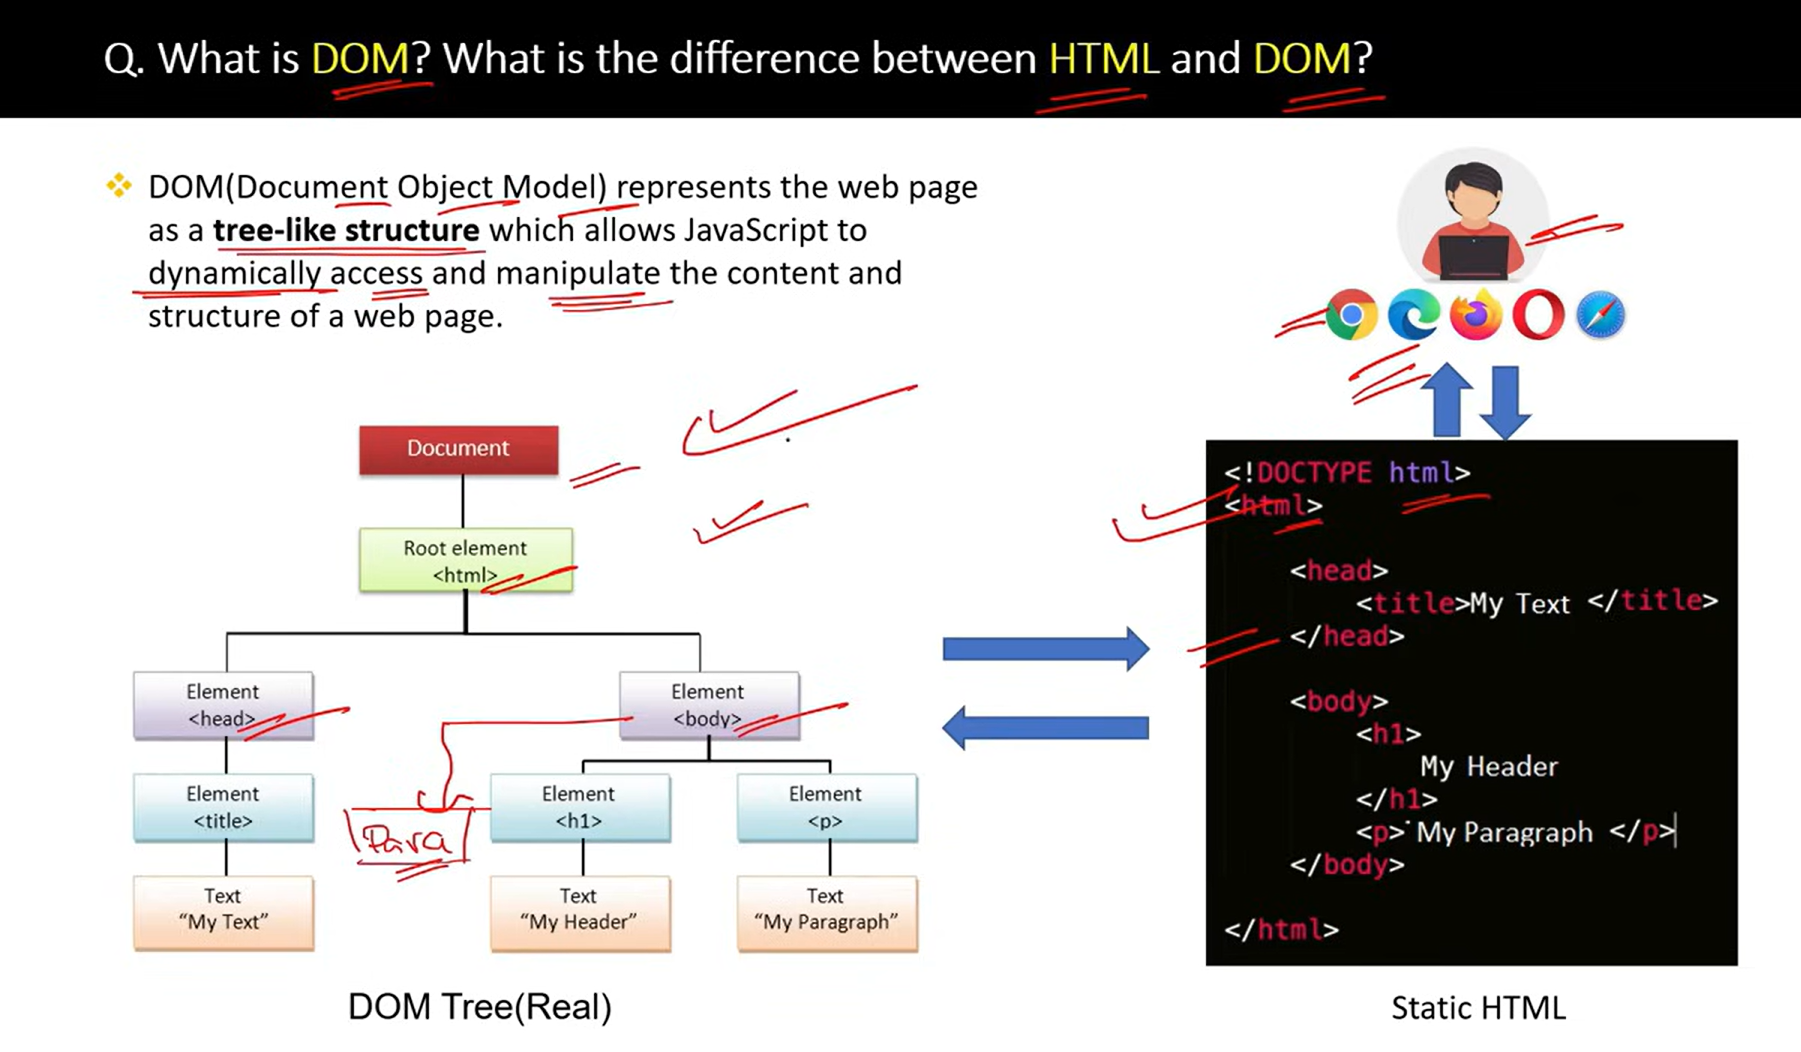 Q. What is DOM? What is the difference between HTML and DOM?
DOM(Document Object Model) represents the web page
as a tree-like structure which allows JavaScript to
dynamically access and manipulate the content and
structure of a web page.
Document
Root element
<html>
Element
<head>
Element
<body>
Element
<title>
Para
Element
<h1>
Element
<p>
Text
“My Text”
Text
“My Header”
Text
“My Paragraph”
DOM Tree(Real)
<!DOCTYPE html>
<html>
<head>
<title>My Text </title>
</head>
<body>
<h1>
My Header
</h1>
<p> My Paragraph </p>
</body>
</html>
Static HTML